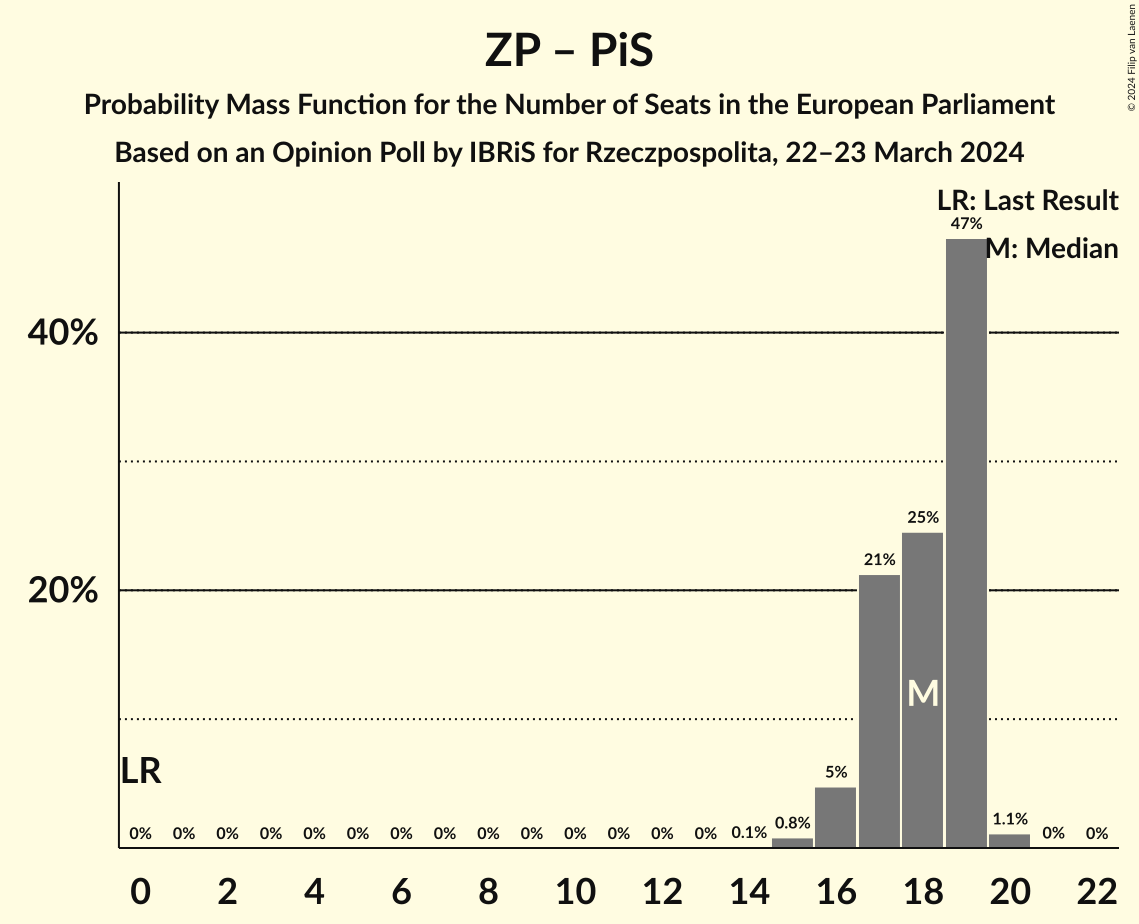 ZP – PiS
Probability Mass Function for the Number of Seats in the European Parliament
Based on an Opinion Poll by IBRiS for Rzeczpospolita, 22–23 March 2024
© 2024 Filip van Laenen
LR: Last Result
M: Median
40%
20%
47%
25%
21%
M
LR
5%
0% 0% 0% 0% 0% 0% 0% 0% 0% 0% 0% 0% 0% 0% 0.1% 0.8% 1.1% 0% 0%
0 2 4 6 8 10 12 14 16 18 20 22